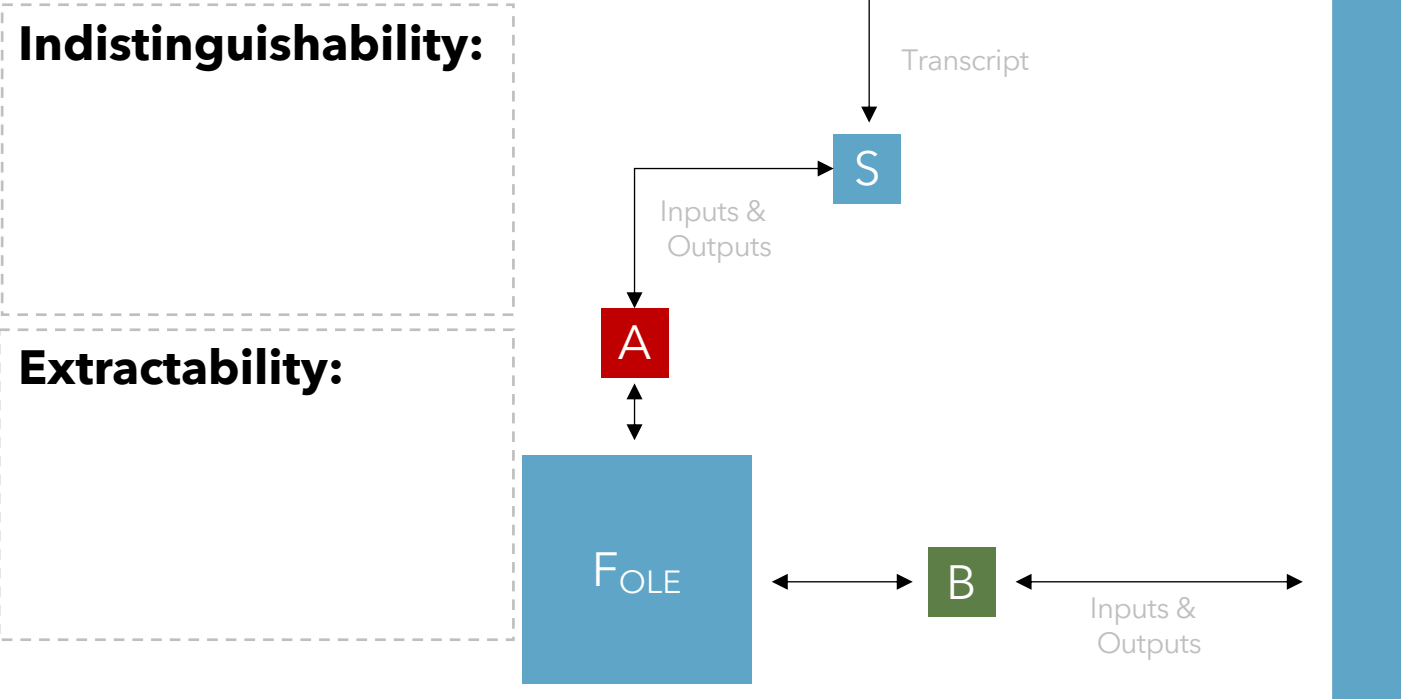 Indistinguishability:
Transcript
S
Inputs &
Outputs
A
Extractability:
FOLE
B
Inputs &
Outputs